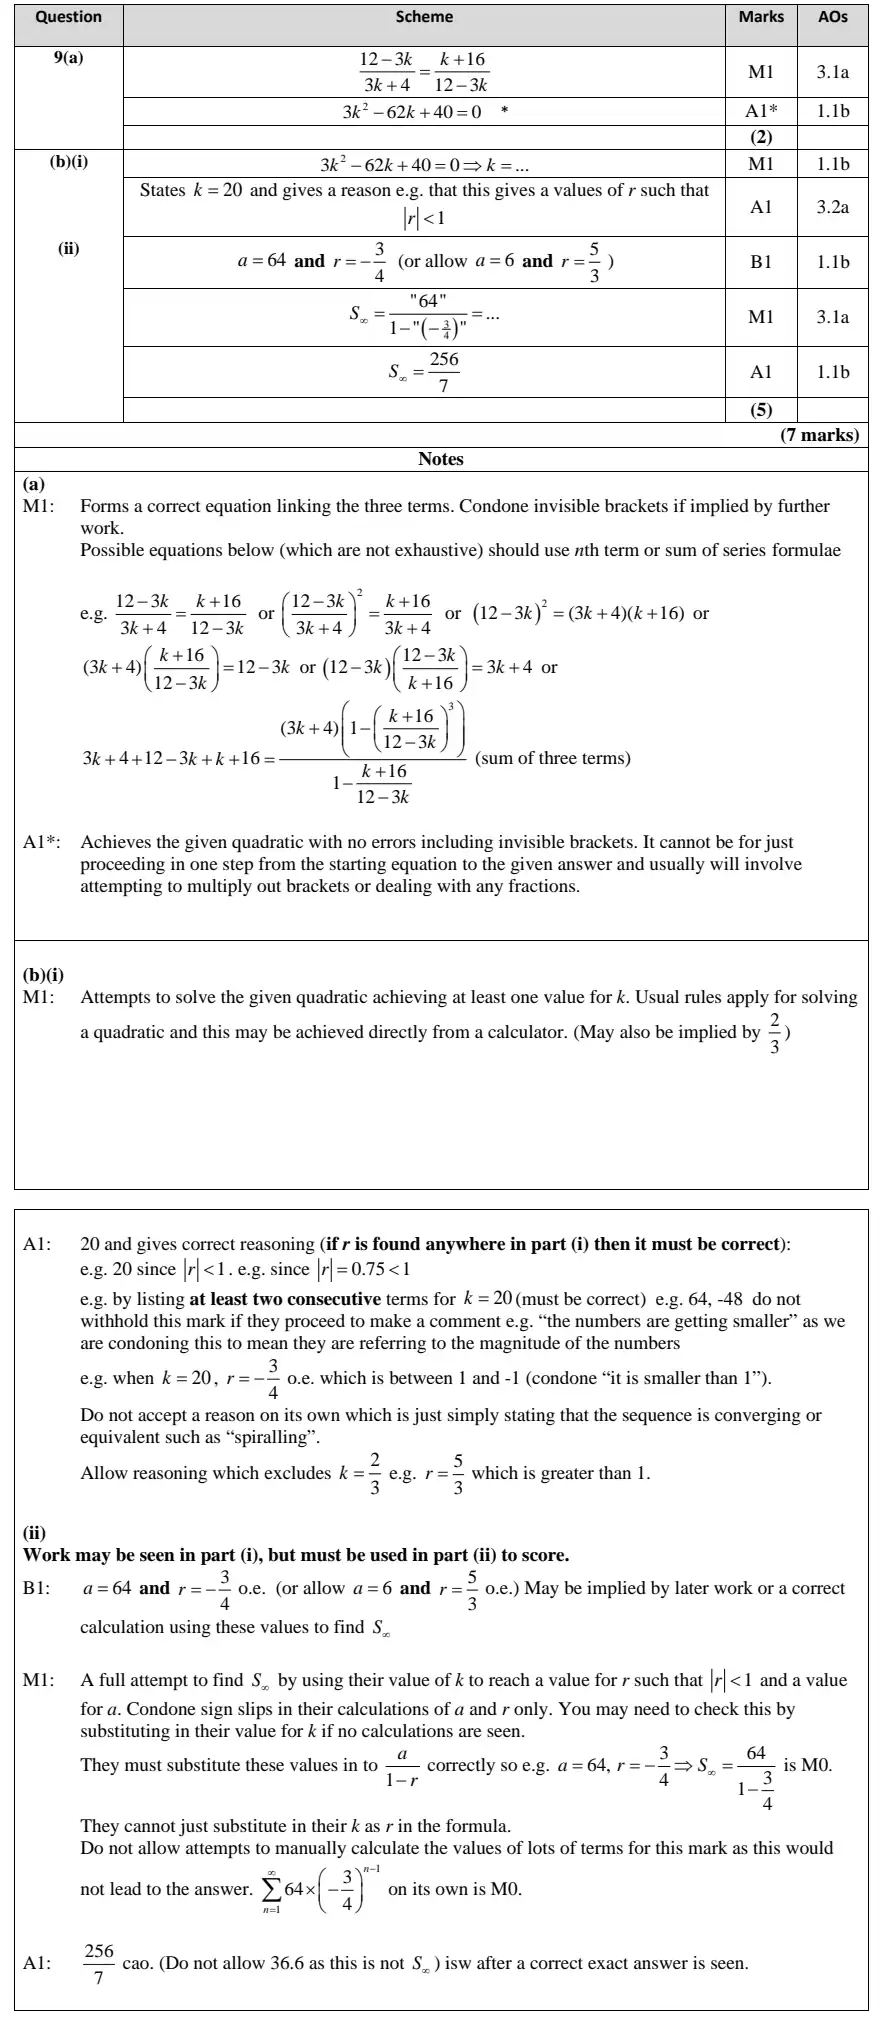 Question Scheme Marks AOs
9(a) (12 − 3k)/(3k + 4) = (k + 16)/(12 − 3k) M1 3.1a
3k² − 62k + 40 = 0 * A1* 1.1b
(2)
(b)(i) 3k² − 62k + 40 = 0 ⇒ k = ... M1 1.1b
States k = 20 and gives a reason e.g. that this gives a values of r such that
|r| < 1 A1 3.2a
(ii) a = 64 and r = −3/4 (or allow a = 6 and r = 5/3 ) B1 1.1b
S∞ = "64"/(1 − "(−3/4)") = ... M1 3.1a
S∞ = 256/7 A1 1.1b
(5)
(7 marks)
Notes
(a)
M1: Forms a correct equation linking the three terms. Condone invisible brackets if implied by further
work.
Possible equations below (which are not exhaustive) should use nth term or sum of series formulae
e.g. (12 − 3k)/(3k + 4) = (k + 16)/(12 − 3k) or ((12 − 3k)/(3k + 4))² = (k + 16)/(3k + 4) or (12 − 3k)² = (3k + 4)(k + 16) or
(3k + 4)((k + 16)/(12 − 3k)) = 12 − 3k or (12 − 3k)((12 − 3k)/(k + 16)) = 3k + 4 or
3k + 4 + 12 − 3k + k + 16 = (3k + 4)(1 − ((k + 16)/(12 − 3k))³)/(1 − (k + 16)/(12 − 3k)) (sum of three terms)
A1*: Achieves the given quadratic with no errors including invisible brackets. It cannot be for just
proceeding in one step from the starting equation to the given answer and usually will involve
attempting to multiply out brackets or dealing with any fractions.
(b)(i)
M1: Attempts to solve the given quadratic achieving at least one value for k. Usual rules apply for solving
a quadratic and this may be achieved directly from a calculator. (May also be implied by 2/3)
A1: 20 and gives correct reasoning (if r is found anywhere in part (i) then it must be correct):
e.g. 20 since |r| < 1. e.g. since |r| = 0.75 < 1
e.g. by listing at least two consecutive terms for k = 20 (must be correct) e.g. 64, -48 do not
withhold this mark if they proceed to make a comment e.g. “the numbers are getting smaller” as we
are condoning this to mean they are referring to the magnitude of the numbers
e.g. when k = 20, r = −3/4 o.e. which is between 1 and -1 (condone “it is smaller than 1”).
Do not accept a reason on its own which is just simply stating that the sequence is converging or
equivalent such as “spiralling”.
Allow reasoning which excludes k = 2/3 e.g. r = 5/3 which is greater than 1.
(ii)
Work may be seen in part (i), but must be used in part (ii) to score.
B1: a = 64 and r = −3/4 o.e. (or allow a = 6 and r = 5/3 o.e.) May be implied by later work or a correct
calculation using these values to find S∞
M1: A full attempt to find S∞ by using their value of k to reach a value for r such that |r| < 1 and a value
for a. Condone sign slips in their calculations of a and r only. You may need to check this by
substituting in their value for k if no calculations are seen.
They must substitute these values in to a/(1 − r) correctly so e.g. a = 64, r = −3/4 ⇒ S∞ = 64/(1 − 3/4) is M0.
They cannot just substitute in their k as r in the formula.
Do not allow attempts to manually calculate the values of lots of terms for this mark as this would
not lead to the answer. ∑_{n=1}^{∞} 64 × (−3/4)^{n−1} on its own is M0.
A1: 256/7 cao. (Do not allow 36.6 as this is not S∞) isw after a correct exact answer is seen.